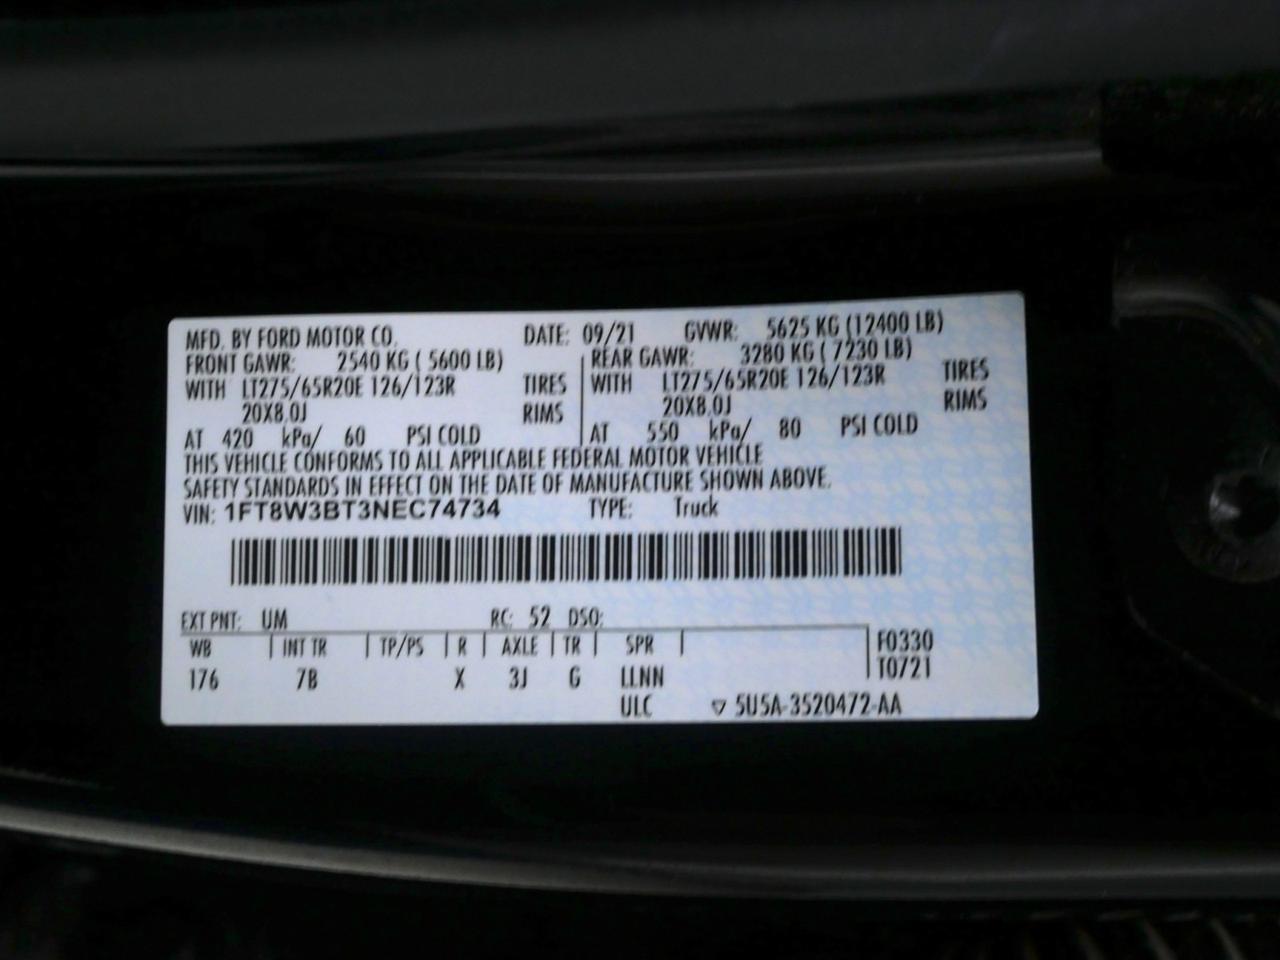 MFD. BY FORD MOTOR CO. DATE: 09/21 GVWR: 5625 KG (12400 LB)
FRONT GAWR: 2540 KG ( 5600 LB) REAR GAWR: 3280 KG ( 7230 LB)
WITH LT275/65R20E 126/123R TIRES WITH LT275/65R20E 126/123R TIRES
20X8.0J RIMS 20X8.0J RIMS
AT 420 kPa/ 60 PSI COLD AT 550 kPa/ 80 PSI COLD
THIS VEHICLE CONFORMS TO ALL APPLICABLE FEDERAL MOTOR VEHICLE
SAFETY STANDARDS IN EFFECT ON THE DATE OF MANUFACTURE SHOWN ABOVE.
VIN: 1FT8W3BT3NEC74734 TYPE: Truck
EXT PNT: UM RC: 52 DSO:
WB INT TR TP/PS R AXLE TR SPR F0330
176 7B X 3J G LLNN T0721
ULC ▽ 5U5A-3520472-AA